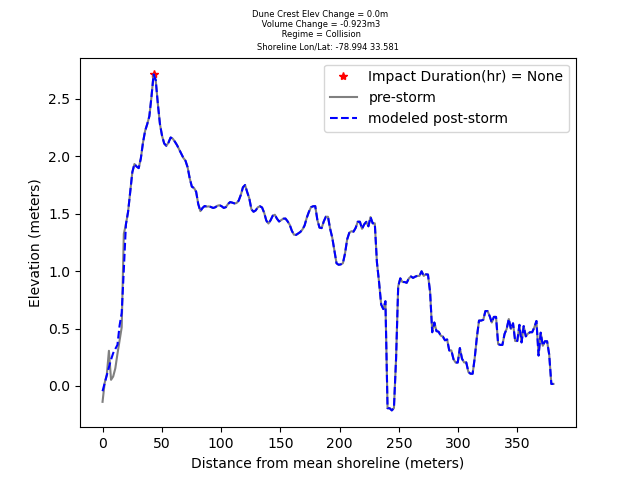 Dune Crest Elev Change = 0.0m
Volume Change = -0.923m3
Regime = Collision
Shoreline Lon/Lat: -78.994 33.581
Impact Duration(hr) = None
pre-storm
modeled post-storm
Elevation (meters)
2.5
2.0
1.5
1.0
0.5
0.0
0 50 100 150 200 250 300 350
Distance from mean shoreline (meters)